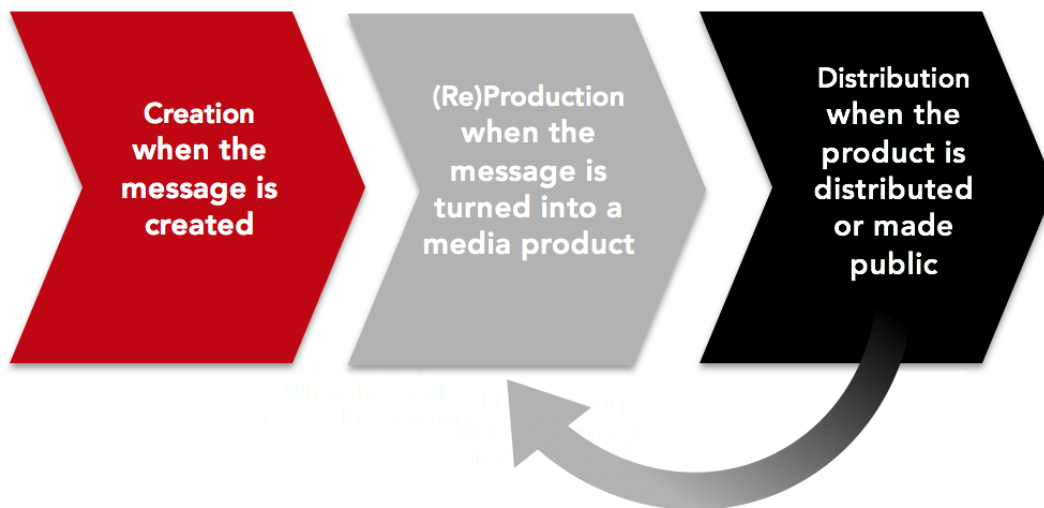 Creation
when the
message is
created
(Re)Production
when the
message is
turned into a
media product
Distribution
when the
product is
distributed
or made
public